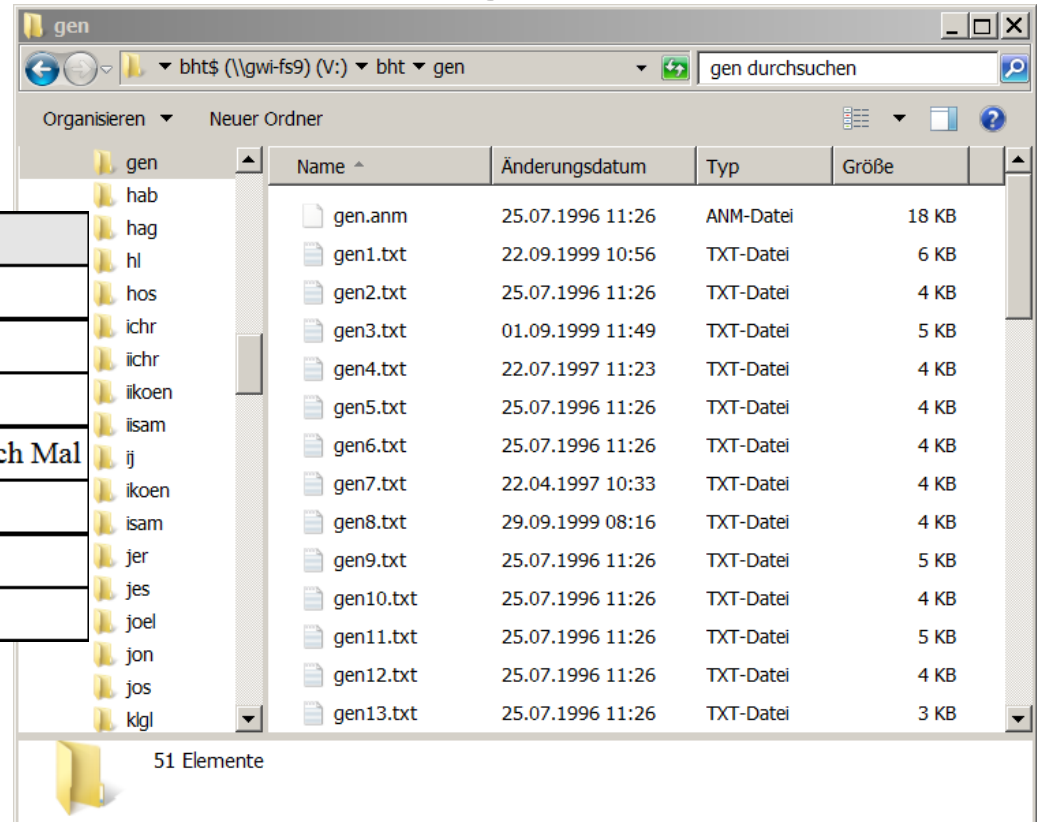 gen
bht$ (\\gwi-fs9) (V:) bht gen
gen durchsuchen
Organisieren Neuer Ordner
gen
hab
hag
hl
hos
ichr
iichr
iikoen
iisam
ij
ikoen
isam
jer
jes
joel
jon
jos
klgl
ch Mal
Name Änderungsdatum Typ Größe
gen.anm 25.07.1996 11:26 ANM-Datei 18 KB
gen1.txt 22.09.1999 10:56 TXT-Datei 6 KB
gen2.txt 25.07.1996 11:26 TXT-Datei 4 KB
gen3.txt 01.09.1999 11:49 TXT-Datei 5 KB
gen4.txt 22.07.1997 11:23 TXT-Datei 4 KB
gen5.txt 25.07.1996 11:26 TXT-Datei 4 KB
gen6.txt 25.07.1996 11:26 TXT-Datei 4 KB
gen7.txt 22.04.1997 10:33 TXT-Datei 4 KB
gen8.txt 29.09.1999 08:16 TXT-Datei 4 KB
gen9.txt 25.07.1996 11:26 TXT-Datei 5 KB
gen10.txt 25.07.1996 11:26 TXT-Datei 4 KB
gen11.txt 25.07.1996 11:26 TXT-Datei 5 KB
gen12.txt 25.07.1996 11:26 TXT-Datei 4 KB
gen13.txt 25.07.1996 11:26 TXT-Datei 3 KB
51 Elemente